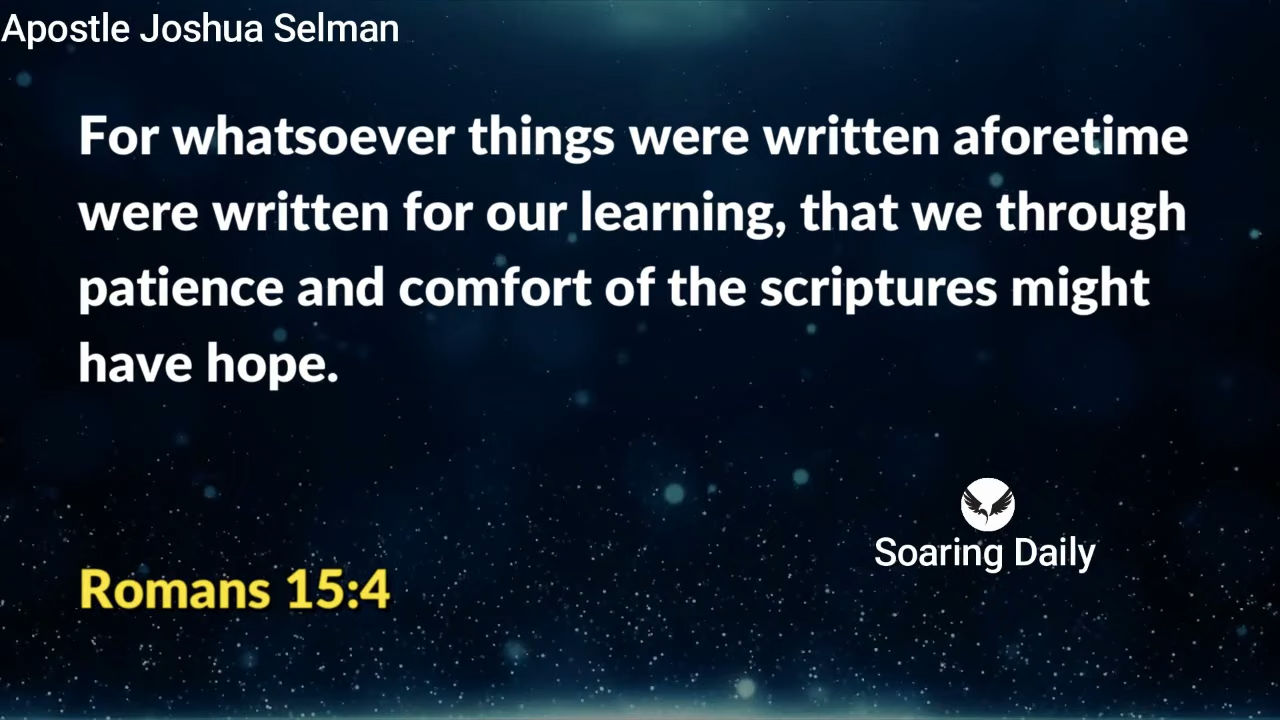 Apostle Joshua Selman
For whatsoever things were written aforetime
were written for our learning, that we through
patience and comfort of the scriptures might
have hope.
Soaring Daily
Romans 15:4